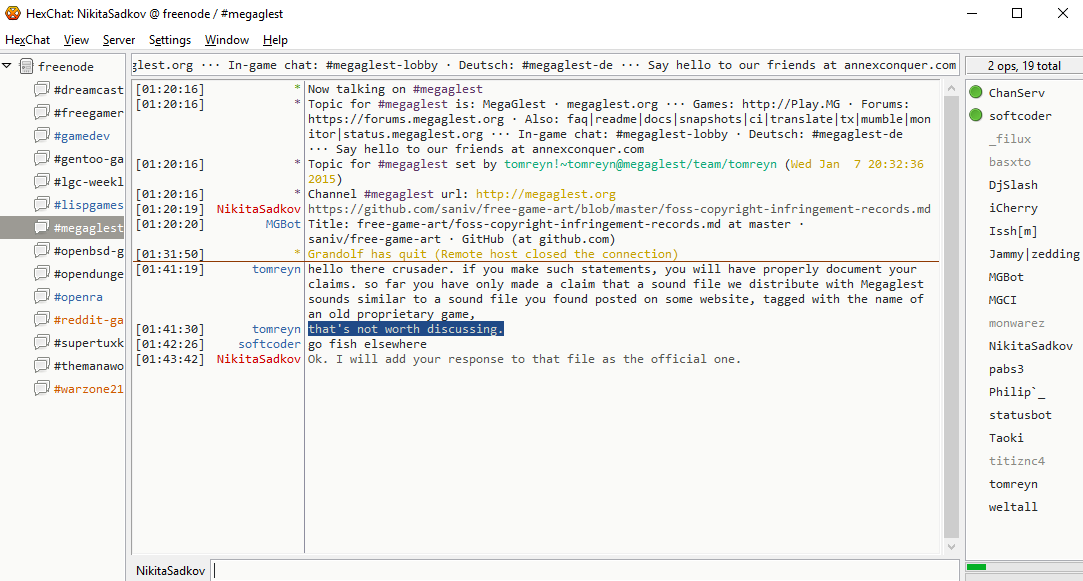 HexChat: NikitaSadkov @ freenode / #megaglest
HexChat View Server Settings Window Help
freenode
#dreamcast
#freegamer
#gamedev
#gentoo-ga
#lgc-weekl
#lispgames
#megaglest
#openbsd-g
#opendunge
#openra
#reddit-ga
#supertuxk
#themanawo
#warzone21
glest.org ··· In-game chat: #megaglest-lobby · Deutsch: #megaglest-de ··· Say hello to our friends at annexconquer.com
[01:20:16] * Now talking on #megaglest
[01:20:16] * Topic for #megaglest is: MegaGlest · megaglest.org ··· Games: http://Play.MG · Forums:
https://forums.megaglest.org · Also: faq|readme|docs|snapshots|ci|translate|tx|mumble|mon
itor|status.megaglest.org ··· In-game chat: #megaglest-lobby · Deutsch: #megaglest-de
··· Say hello to our friends at annexconquer.com
[01:20:16] * Topic for #megaglest set by tomreyn!~tomreyn@megaglest/team/tomreyn (Wed Jan  7 20:32:36
2015)
[01:20:16] * Channel #megaglest url: http://megaglest.org
[01:20:19] NikitaSadkov https://github.com/saniv/free-game-art/blob/master/foss-copyright-infringement-records.md
[01:20:20] MGBot Title: free-game-art/foss-copyright-infringement-records.md at master ·
saniv/free-game-art · GitHub (at github.com)
[01:31:50] * Grandolf has quit (Remote host closed the connection)
[01:41:19] tomreyn hello there crusader. if you make such statements, you will have properly document your
claims. so far you have only made a claim that a sound file we distribute with Megaglest
sounds similar to a sound file you found posted on some website, tagged with the name of
an old proprietary game,
[01:41:30] tomreyn that's not worth discussing.
[01:42:26] softcoder go fish elsewhere
[01:43:42] NikitaSadkov Ok. I will add your response to that file as the official one.
NikitaSadkov
2 ops, 19 total
ChanServ
softcoder
_filux
basxto
DjSlash
iCherry
Issh[m]
Jammy|zedding
MGBot
MGCI
monwarez
NikitaSadkov
pabs3
Philip`_
statusbot
Taoki
titiznc4
tomreyn
weltall